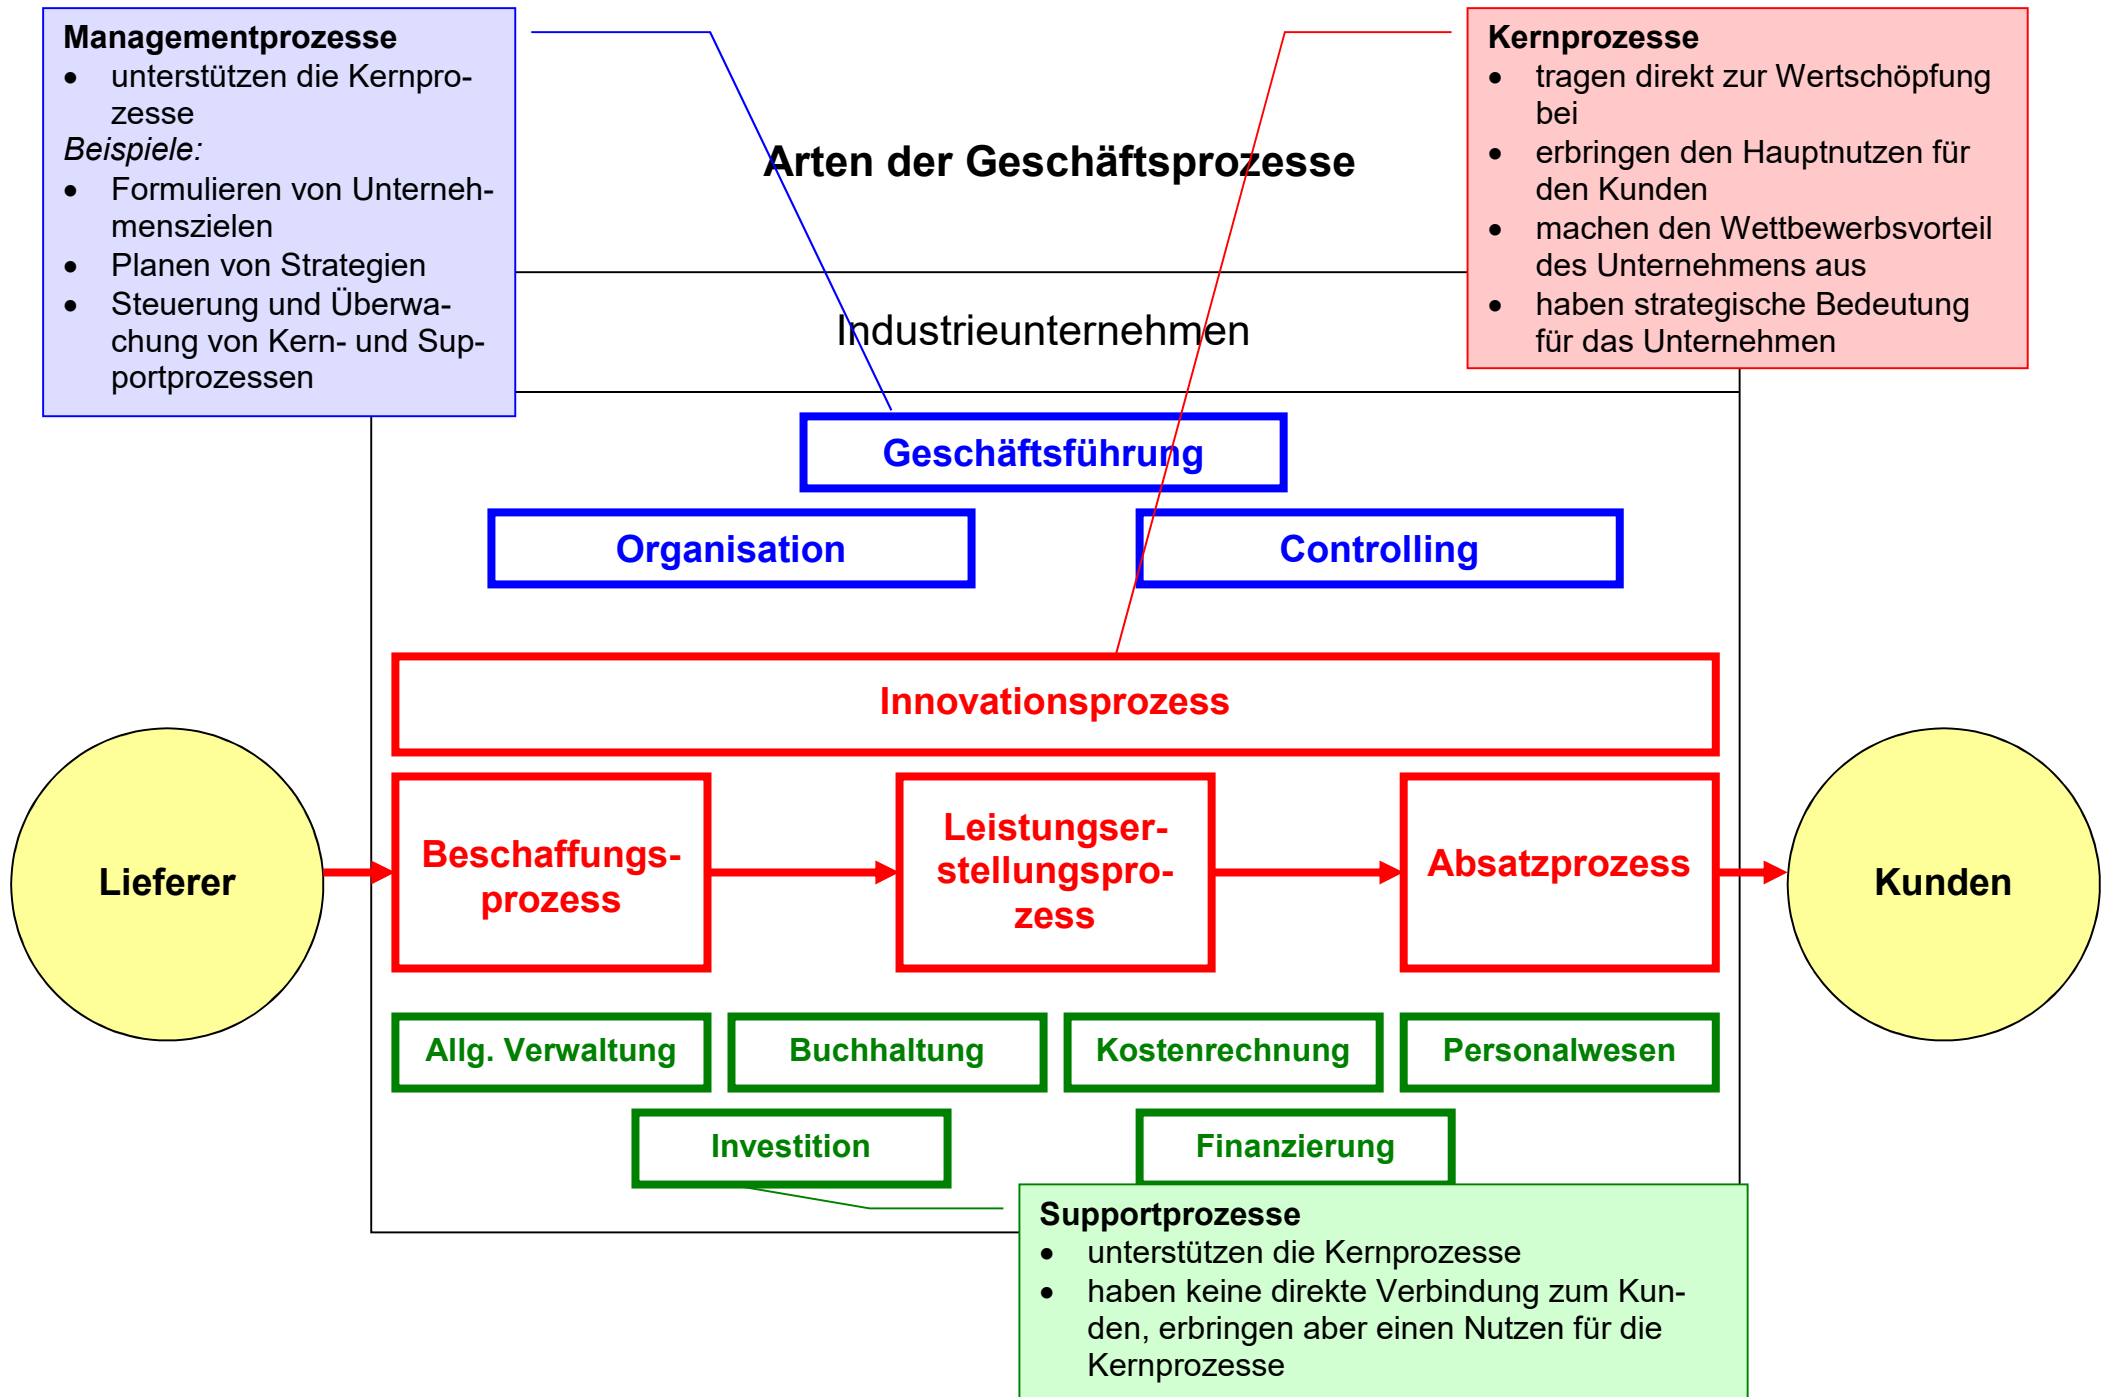 Managementprozesse
• unterstützen die Kernpro-
zesse
Beispiele:
• Formulieren von Unterneh-
menszielen
• Planen von Strategien
• Steuerung und Überwa-
chung von Kern- und Sup-
portprozessen
Kernprozesse
• tragen direkt zur Wertschöpfung
bei
• erbringen den Hauptnutzen für
den Kunden
• machen den Wettbewerbsvorteil
des Unternehmens aus
• haben strategische Bedeutung
für das Unternehmen
Arten der Geschäftsprozesse
Industrieunternehmen
Geschäftsführung
Organisation
Controlling
Innovationsprozess
Lieferer
Beschaffungs-
prozess
Leistungser-
stellungspro-
zess
Absatzprozess
Kunden
Allg. Verwaltung
Buchhaltung
Kostenrechnung
Personalwesen
Investition
Finanzierung
Supportprozesse
• unterstützen die Kernprozesse
• haben keine direkte Verbindung zum Kun-
den, erbringen aber einen Nutzen für die
Kernprozesse